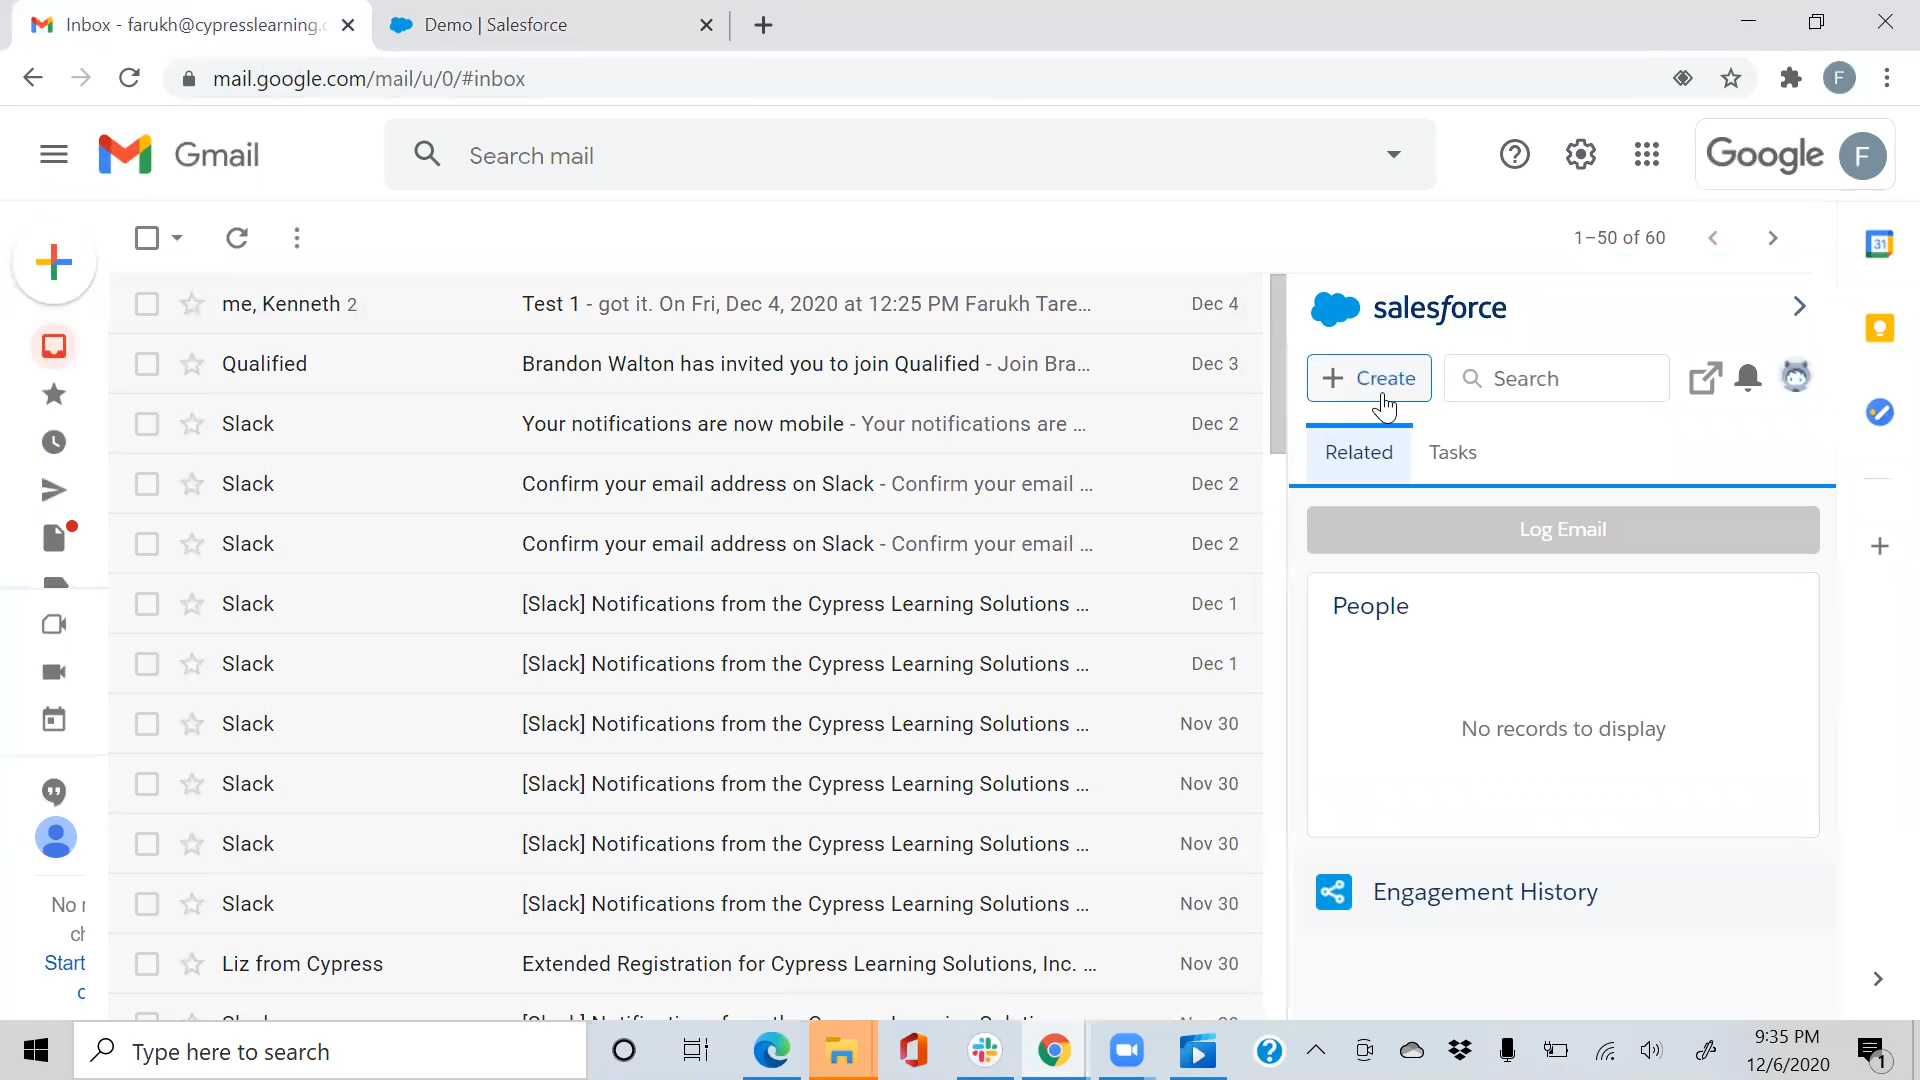 Inbox - farukh@cypresslearning.c
Demo | Salesforce
mail.google.com/mail/u/0/#inbox
F
Gmail
Search mail
Google
F
1–50 of 60
31
me, Kenneth 2 Test 1 - got it. On Fri, Dec 4, 2020 at 12:25 PM Farukh Tare... Dec 4
Qualified Brandon Walton has invited you to join Qualified - Join Bra... Dec 3
Slack Your notifications are now mobile - Your notifications are ... Dec 2
Slack Confirm your email address on Slack - Confirm your email ... Dec 2
Slack Confirm your email address on Slack - Confirm your email ... Dec 2
Slack [Slack] Notifications from the Cypress Learning Solutions ... Dec 1
Slack [Slack] Notifications from the Cypress Learning Solutions ... Dec 1
Slack [Slack] Notifications from the Cypress Learning Solutions ... Nov 30
Slack [Slack] Notifications from the Cypress Learning Solutions ... Nov 30
Slack [Slack] Notifications from the Cypress Learning Solutions ... Nov 30
Slack [Slack] Notifications from the Cypress Learning Solutions ... Nov 30
Liz from Cypress Extended Registration for Cypress Learning Solutions, Inc. ... Nov 30
salesforce
Create
Search
Related
Tasks
Log Email
People
No records to display
Engagement History
No
Start
Type here to search
9:35 PM
12/6/2020
1